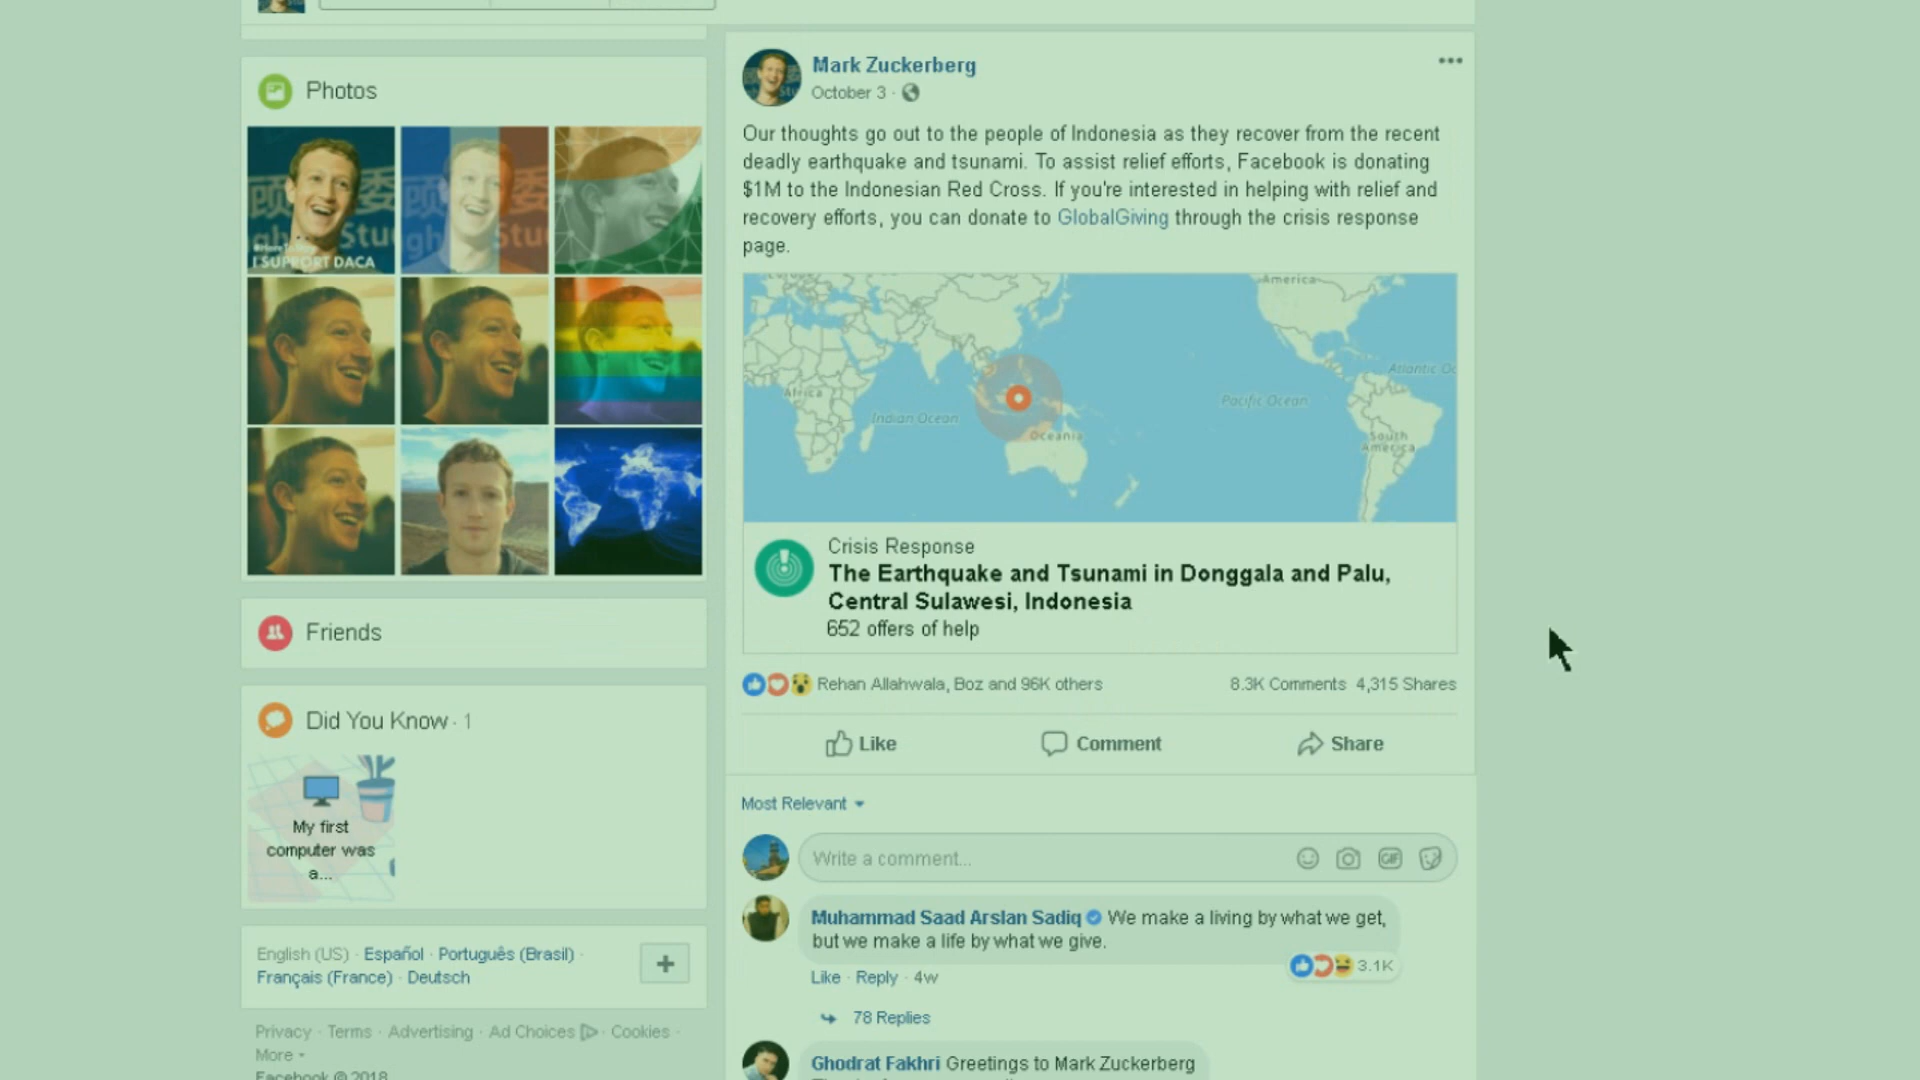 Photos
I SUPPORT DACA
Friends
Did You Know · 1
My first
computer was
a...
English (US) · Español · Português (Brasil) ·
Français (France) · Deutsch
Privacy · Terms · Advertising · Ad Choices · Cookies ·
More
Facebook © 2018
Mark Zuckerberg
October 3 ·
Our thoughts go out to the people of Indonesia as they recover from the recent
deadly earthquake and tsunami. To assist relief efforts, Facebook is donating
$1M to the Indonesian Red Cross. If you're interested in helping with relief and
recovery efforts, you can donate to GlobalGiving through the crisis response
page.
America
Atlantic Oc
Africa
Indian Ocean
Pacific Ocean
Oceania
South
America
Crisis Response
The Earthquake and Tsunami in Donggala and Palu,
Central Sulawesi, Indonesia
652 offers of help
Rehan Allahwala, Boz and 96K others 8.3K Comments 4,315 Shares
Like Comment Share
Most Relevant
Write a comment... GIF
Muhammad Saad Arslan Sadiq We make a living by what we get,
but we make a life by what we give.
3.1K
Like · Reply · 4w
78 Replies
Ghodrat Fakhri Greetings to Mark Zuckerberg